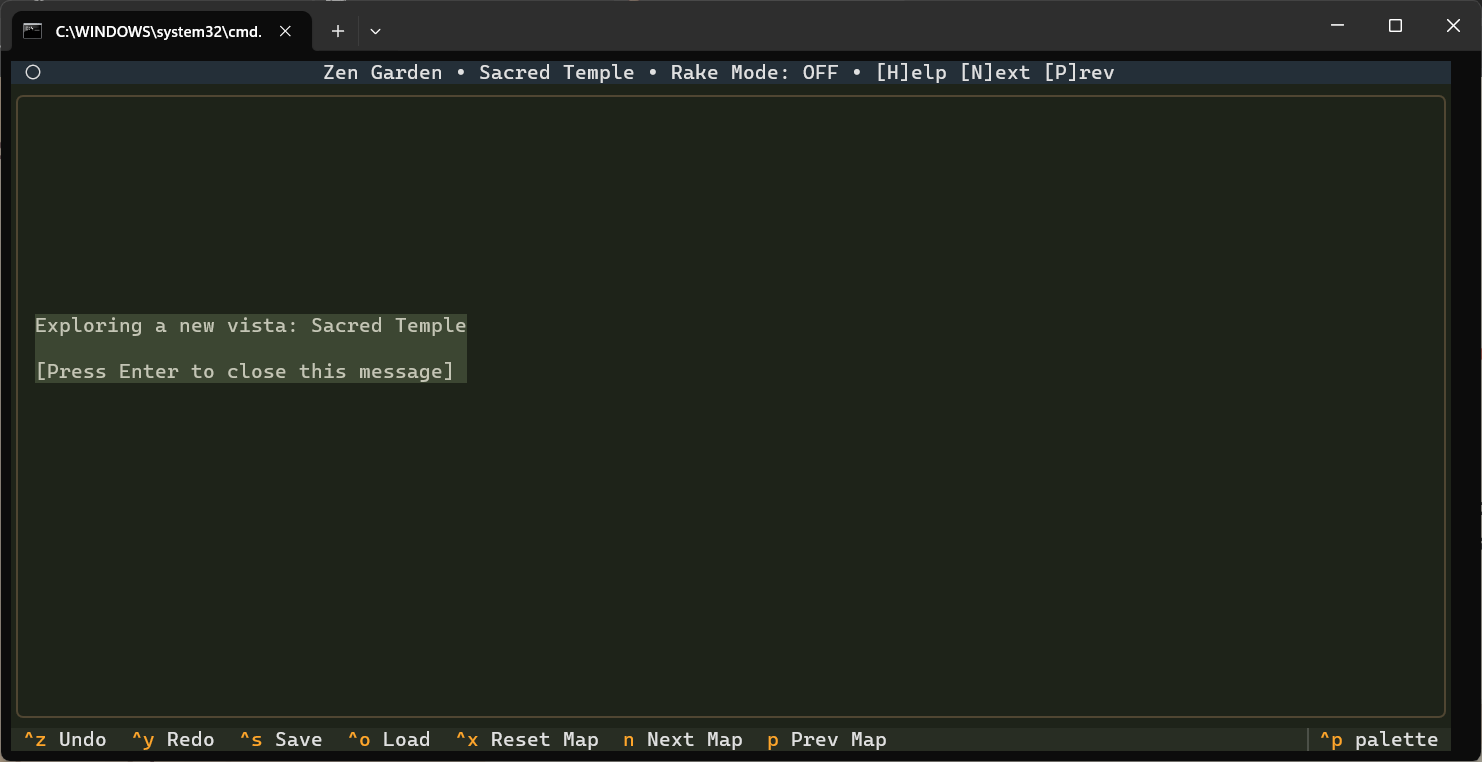 C:\WINDOWS\system32\cmd.
Zen Garden • Sacred Temple • Rake Mode: OFF • [H]elp [N]ext [P]rev
Exploring a new vista: Sacred Temple
[Press Enter to close this message]
^z Undo ^y Redo ^s Save ^o Load ^x Reset Map n Next Map p Prev Map ^p palette